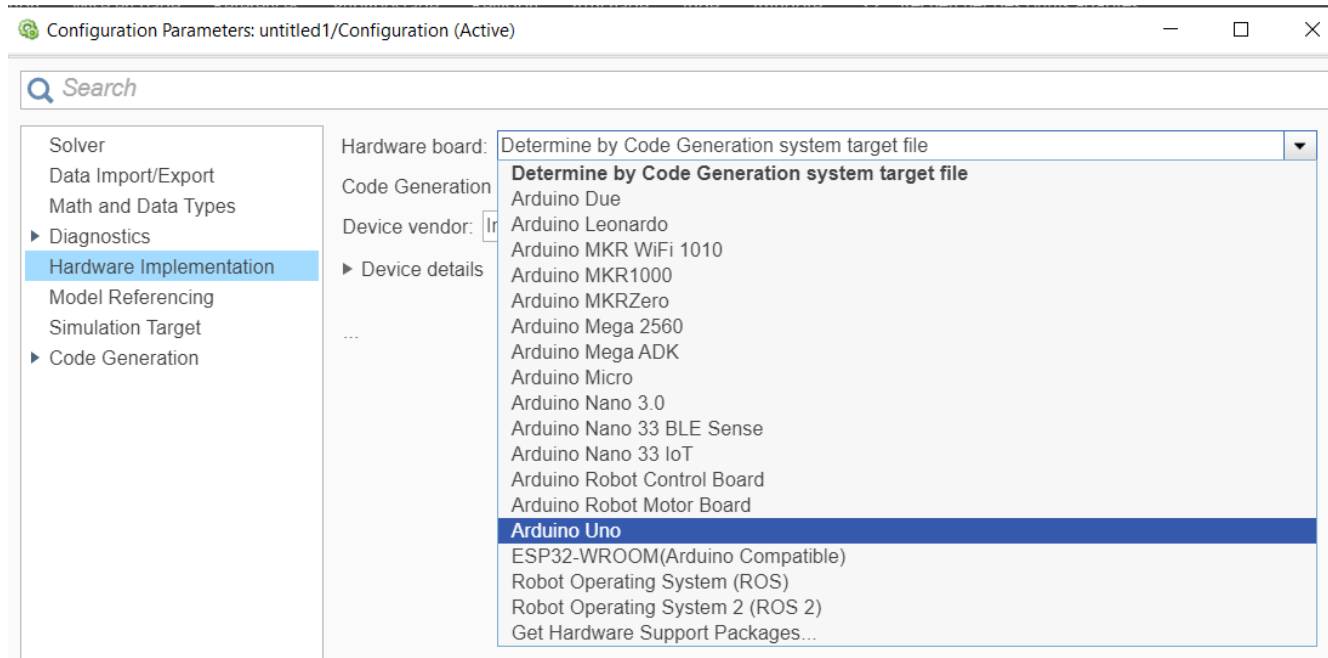 Configuration Parameters: untitled1/Configuration (Active)
Search
Solver
Data Import/Export
Math and Data Types
Diagnostics
Hardware Implementation
Model Referencing
Simulation Target
Code Generation
Hardware board: Determine by Code Generation system target file
Code Generation
Device vendor:
Device details
...
Determine by Code Generation system target file
Arduino Due
Arduino Leonardo
Arduino MKR WiFi 1010
Arduino MKR1000
Arduino MKRZero
Arduino Mega 2560
Arduino Mega ADK
Arduino Micro
Arduino Nano 3.0
Arduino Nano 33 BLE Sense
Arduino Nano 33 IoT
Arduino Robot Control Board
Arduino Robot Motor Board
Arduino Uno
ESP32-WROOM(Arduino Compatible)
Robot Operating System (ROS)
Robot Operating System 2 (ROS 2)
Get Hardware Support Packages...